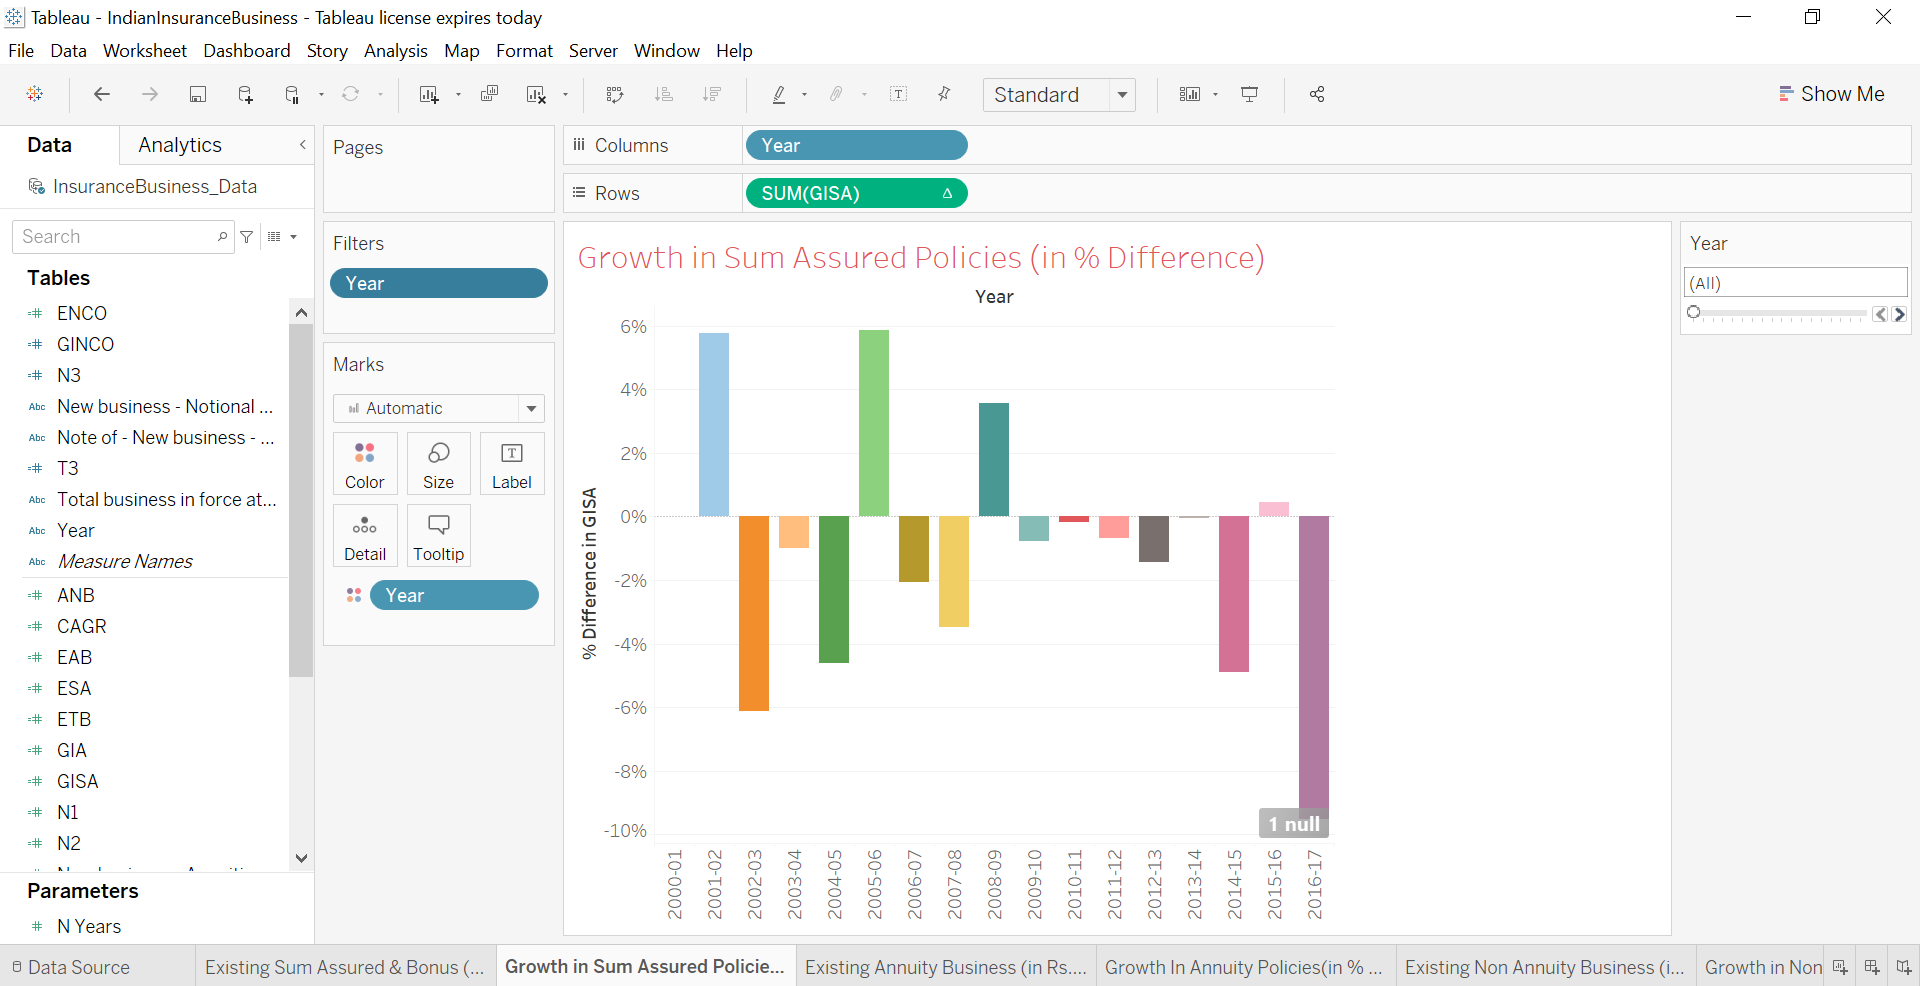 Tableau - IndianInsuranceBusiness - Tableau license expires today
File Data Worksheet Dashboard Story Analysis Map Format Server Window Help
Standard
Show Me
Data Analytics
InsuranceBusiness_Data
Search
Tables
ENCO
GINCO
N3
Abc New business - Notional ...
Abc Note of - New business - ...
T3
Abc Total business in force at...
Abc Year
Abc Measure Names
ANB
CAGR
EAB
ESA
ETB
GIA
GISA
N1
N2
Parameters
N Years
Pages
Filters
Year
Marks
Automatic
Color Size Label
Detail Tooltip
Year
Columns Year
Rows SUM(GISA)
Growth in Sum Assured Policies (in % Difference)
Year
% Difference in GISA
6%
4%
2%
0%
-2%
-4%
-6%
-8%
-10%
1 null
2000-01
2001-02
2002-03
2003-04
2004-05
2005-06
2006-07
2007-08
2008-09
2009-10
2010-11
2011-12
2012-13
2013-14
2014-15
2015-16
2016-17
Year
(All)
Data Source Existing Sum Assured & Bonus (... Growth in Sum Assured Policie... Existing Annuity Business (in Rs.... Growth In Annuity Policies(in % ... Existing Non Annuity Business (i... Growth in Non